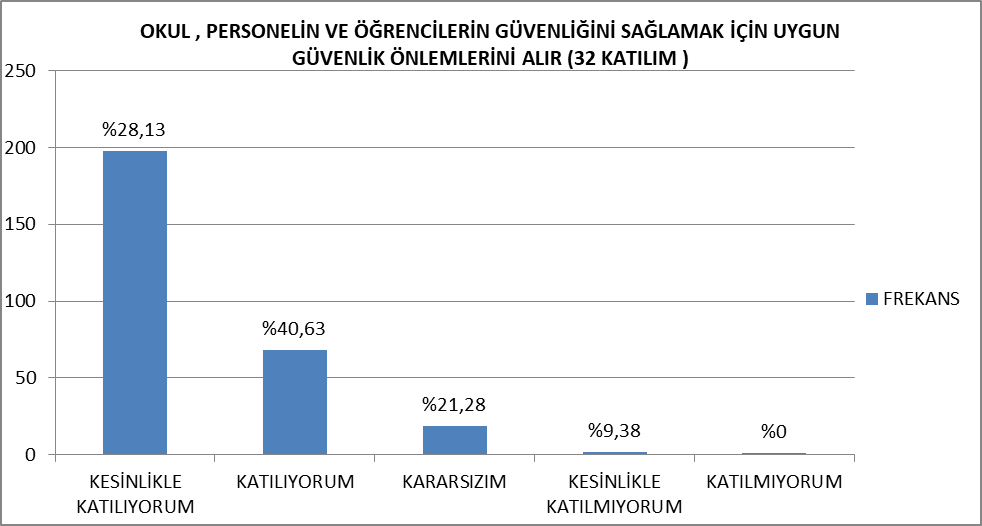 OKUL , PERSONELİN VE ÖĞRENCİLERİN GÜVENLİĞİNİ SAĞLAMAK İÇİN UYGUN
GÜVENLİK ÖNLEMLERİNİ ALIR (32 KATILIM )
250
200
150
100
50
0
%28,13
%40,63
%21,28
%9,38
%0
KESİNLİKLE
KATILIYORUM
KATILIYORUM
KARARSIZIM
KESİNLİKLE
KATILMIYORUM
KATILMIYORUM
FREKANS